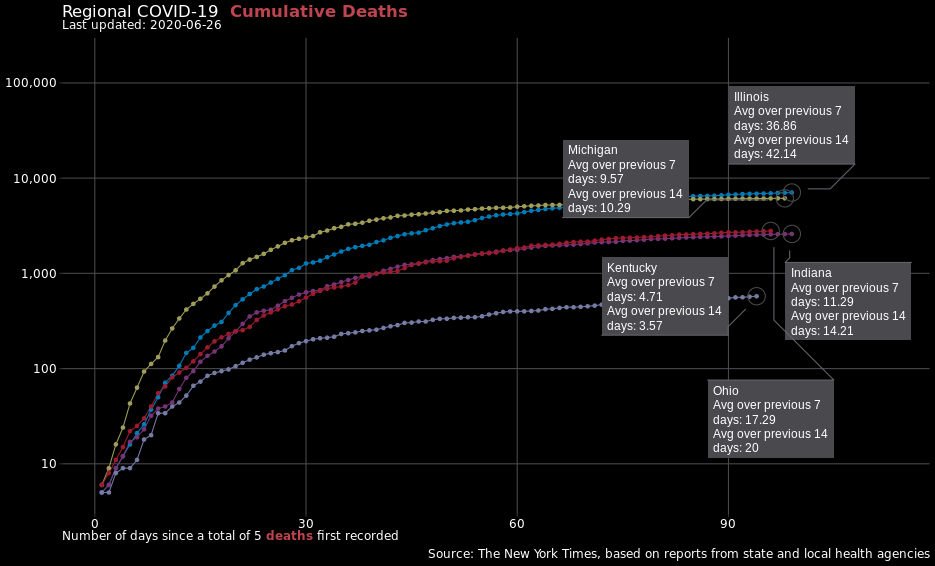 Regional COVID-19 Cumulative Deaths
Last updated: 2020-06-26
100,000
10,000
1,000
100
10
Illinois
Avg over previous 7
days: 36.86
Avg over previous 14
days: 42.14
Michigan
Avg over previous 7
days: 9.57
Avg over previous 14
days: 10.29
Kentucky
Avg over previous 7
days: 4.71
Avg over previous 14
days: 3.57
Indiana
Avg over previous 7
days: 11.29
Avg over previous 14
days: 14.21
Ohio
Avg over previous 7
days: 17.29
Avg over previous 14
days: 20
0 30 60 90
Number of days since a total of 5 deaths first recorded
Source: The New York Times, based on reports from state and local health agencies